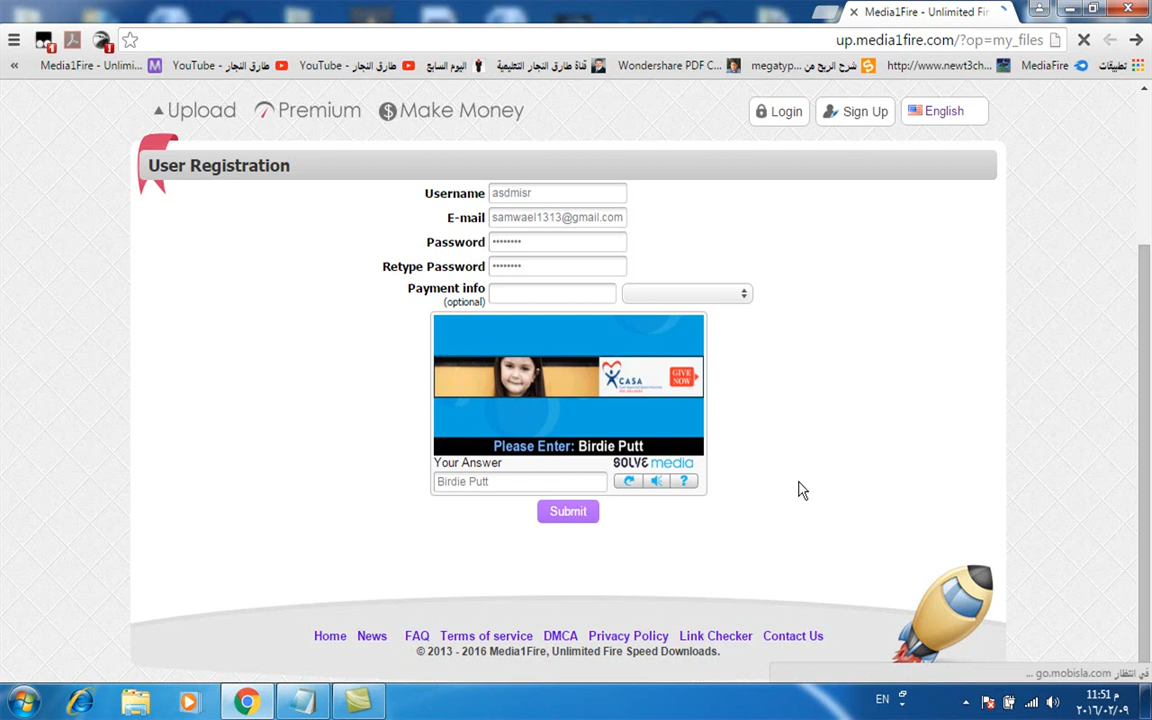 Media1Fire - Unlimited Fir
up.media1fire.com/?op=my_files
« Media1Fire - Unlimi... طارق النجار - YouTube طارق النجار - YouTube اليوم السابع قناة طارق النجار التعليمية Wondershare PDF C... شرح الربح من megatyp... http://www.newt3ch... MediaFire تطبيقات
Upload Premium Make Money Login Sign Up English
User Registration
Username asdmisr
E-mail samwael1313@gmail.com
Password ••••••••
Retype Password ••••••••
Payment info
(optional)
CASA
GIVE NOW
Please Enter: Birdie Putt
Your Answer SOLVE media
Birdie Putt
Submit
Home News FAQ Terms of service DMCA Privacy Policy Link Checker Contact Us
© 2013 - 2016 Media1Fire, Unlimited Fire Speed Downloads.
في انتظار go.mobisla.com ...
EN
11:51 م
٢٠١٦/٠٢/٠٩